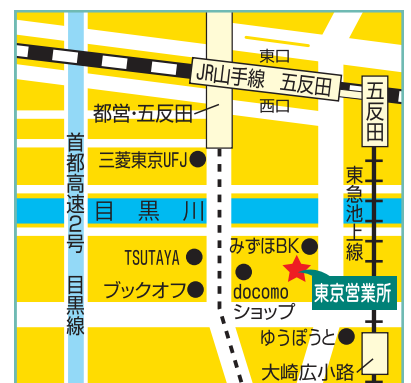 東口
JR山手線 五反田
西口
五反田
都営・五反田
三菱東京UFJ
首都高速2号 目黒線
東急池上線
目黒川
みずほBK
TSUTAYA
ブックオフ
docomo
ショップ
東京営業所
ゆうぽうと
大崎広小路